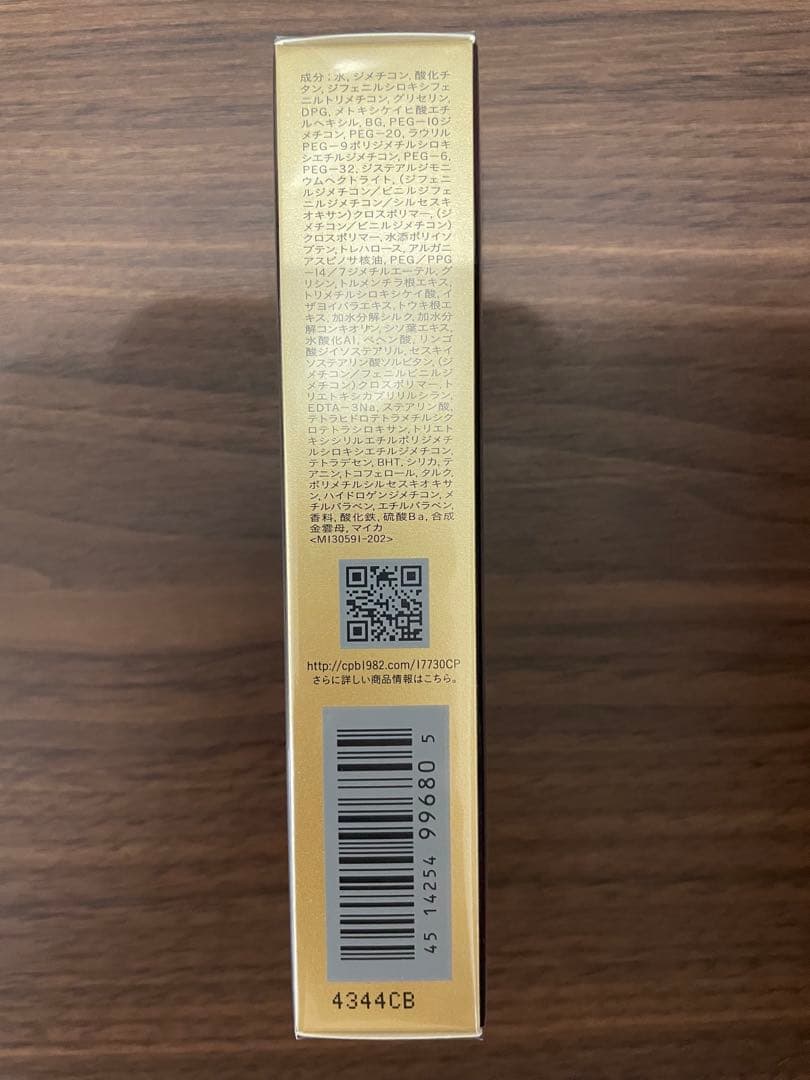 成分：水, ジメチコン, 酸化チ
タン, ジフェニルシロキシフェ
ニルトリメチコン, グリセリン,
DPG, メトキシケイヒ酸エチ
ルヘキシル, BG, PEG－10ジ
メチコン, PEG－20, ラウリル
PEG－9ポリジメチルシロキ
シエチルジメチコン, PEG－6,
PEG－32, ジステアルジモニ
ウムヘクトライト, (ジフェニ
ルジメチコン／ビニルジフェ
ニルジメチコン／シルセスキ
オキサン)クロスポリマー, (ジ
メチコン／ビニルジメチコン)
クロスポリマー, 水添ポリイソ
ブテン, トレハロース, アルガニ
アスピノサ核油, PEG／PPG
－14／7ジメチルエーテル, グ
リシン, トルメンチラ根エキス,
トリメチルシロキシケイ酸, イ
ザヨイバラエキス, トウキ根エ
キス, 加水分解シルク, 加水分
解コンキオリン, シソ葉エキス,
水酸化Al, ベヘン酸, リンゴ
酸ジイソステアリル, セスキイ
ソステアリン酸ソルビタン, (ジ
メチコン／フェニルビニルジ
メチコン)クロスポリマー, ト
リエトキシカプリリルシラン,
EDTA－3Na, ステアリン酸,
テトラヒドロテトラメチルシク
ロテトラシロキサン, トリエト
キシシリルエチルポリジメチ
ルシロキシエチルジメチコン,
テトラデセン, BHT, シリカ, テ
アニン, トコフェロール, タルク,
ポリメチルシルセスキオキサ
ン, ハイドロゲンジメチコン, メ
チルパラベン, エチルパラベン,
香料, 酸化鉄, 硫酸Ba, 合成
金雲母, マイカ
<M130591-202>
http://cpb1982.com/17730CP
さらに詳しい商品情報はこちら。
45 14254 99680 5
4344CB